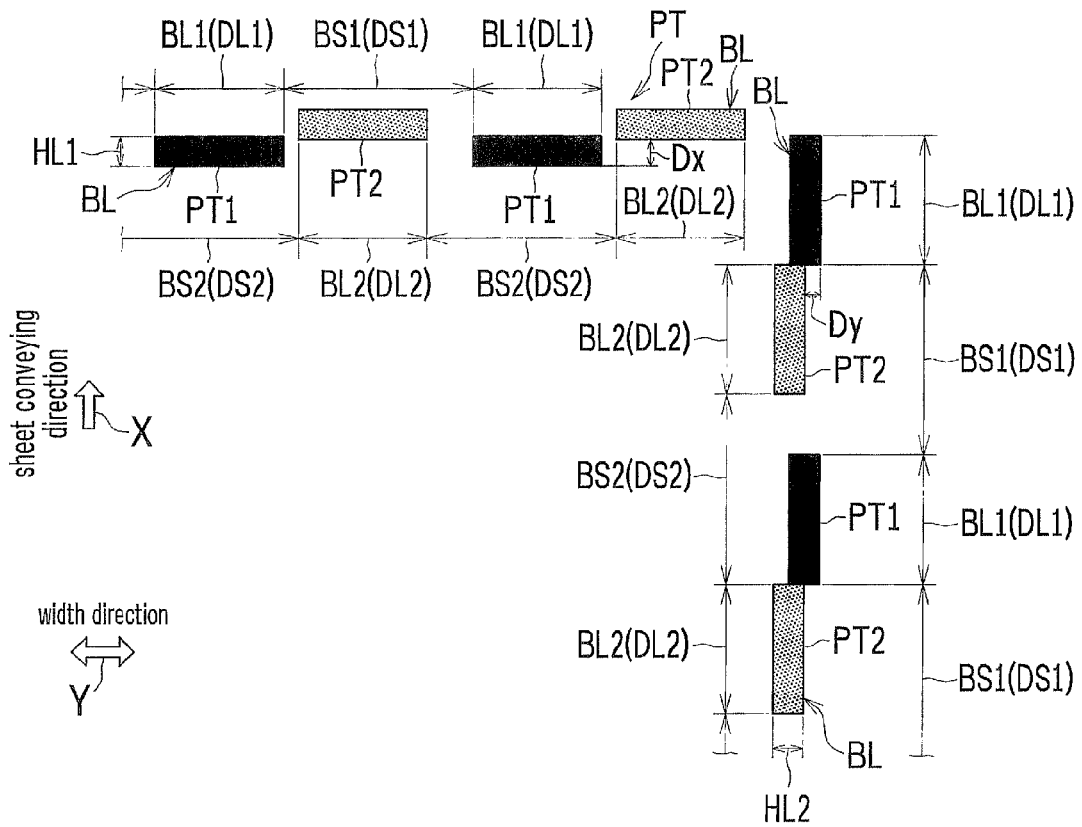 BL1(DL1) BS1(DS1) BL1(DL1) PT BL
PT2 BL
HL1 Dx
BL PT1 PT2 PT1 BL2(DL2) PT1 BL1(DL1)
BS2(DS2) BL2(DL2) BS2(DS2)
Dy
BL2(DL2) PT2 BS1(DS1)
sheet conveying
direction
X
BS2(DS2) PT1 BL1(DL1)
width direction
Y
BL2(DL2) PT2 BS1(DS1)
BL
HL2